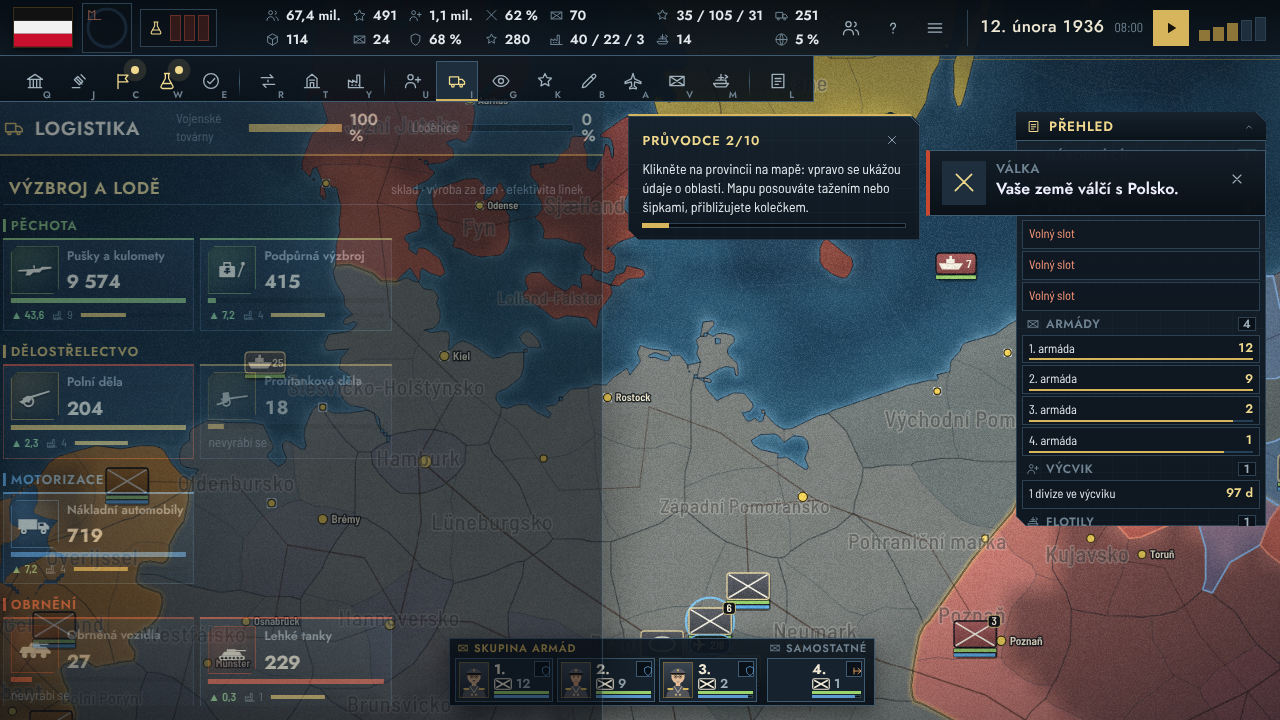 67,4 mil. 491 1,1 mil. 62 % 70 35 / 105 / 31 251
114 24 68 % 280 40 / 22 / 3 14 5 %
? 12. února 1936 08:00
Q J C W E R T Y U I G K B A V M L
LOGISTIKA
Vojenské továrny
100 %
Loděnice
0 %
VÝZBROJ A LODĚ
sklad · výroba za den · efektivita linek
PĚCHOTA
Pušky a kulomety
9 574
▲ 43,6 9
Podpůrná výzbroj
415
▲ 7,2 4
DĚLOSTŘELECTVO
Polní děla
204
▲ 2,3 4
Protitanková děla
18
nevyrábí se
MOTORIZACE
Nákladní automobily
719
▲ 7,2 4
OBRNĚNÍ
Obrněná vozidla
27
nevyrábí se
Lehké tanky
229
▲ 0,3 1
PRŮVODCE 2/10
Klikněte na provincii na mapě: vpravo se ukážou
údaje o oblasti. Mapu posouváte tažením nebo
šipkami, přibližujete kolečkem.
PŘEHLED
VÁLKA
Vaše země válčí s Polsko.
Volný slot
Volný slot
Volný slot
ARMÁDY 4
1. armáda 12
2. armáda 9
3. armáda 2
4. armáda 1
VÝCVIK 1
1 divize ve výcviku 97 d
FLOTILY 1
Odense
Fyn
Sjælland
Lolland-Falster
7
25
Kiel
Šlesvicko-Holštýnsko
Rostock
Hamburk
Oldenbursko
Brémy
Lüneburgsko
Overijssel
Západní Pomořansko
Východní Pom
Pohraniční marka
Kujavsko
Toruň
Poznaň
3
Poznaň
Neumark
6
Hannoversko
Osnabrück
Münster
Vestfálsko
Brunšvicko
SKUPINA ARMÁD
SAMOSTATNÉ
1. 12
2. 9
3. 2
4. 1